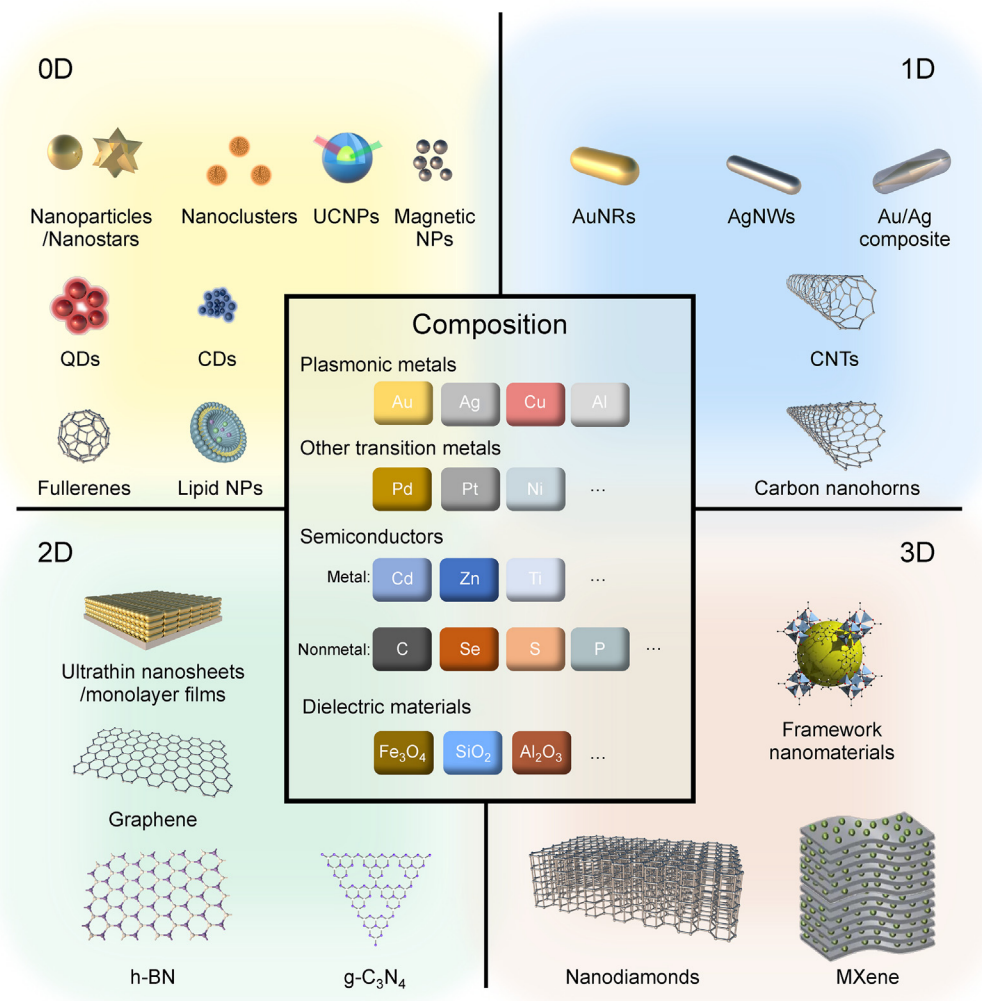 0D
Nanoparticles
/Nanostars
Nanoclusters
UCNPs
Magnetic
NPs
QDs
CDs
Fullerenes
Lipid NPs
1D
AuNRs
AgNWs
Au/Ag
composite
CNTs
Carbon nanohorns
Composition
Plasmonic metals
Au Ag Cu Al
Other transition metals
Pd Pt Ni ...
Semiconductors
Metal: Cd Zn Ti ...
Nonmetal: C Se S P ...
Dielectric materials
Fe₃O₄ SiO₂ Al₂O₃ ...
2D
Ultrathin nanosheets
/monolayer films
Graphene
h-BN
g-C₃N₄
3D
Framework
nanomaterials
Nanodiamonds
MXene